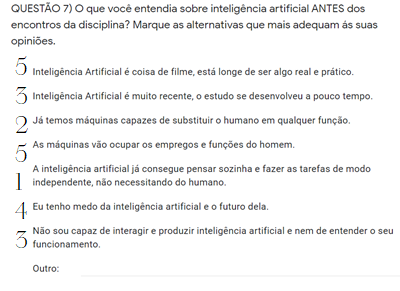 QUESTÃO 7) O que você entendia sobre inteligência artificial ANTES dos
encontros da disciplina? Marque as alternativas que mais adequam ás suas
opiniões.
5 Inteligência Artificial é coisa de filme, está longe de ser algo real e prático.
3 Inteligência Artificial é muito recente, o estudo se desenvolveu a pouco tempo.
2 Já temos máquinas capazes de substituir o humano em qualquer função.
5 As máquinas vão ocupar os empregos e funções do homem.
1 A inteligência artificial já consegue pensar sozinha e fazer as tarefas de modo
independente, não necessitando do humano.
4 Eu tenho medo da inteligência artificial e o futuro dela.
3 Não sou capaz de interagir e produzir inteligência artificial e nem de entender o seu
funcionamento.
Outro: